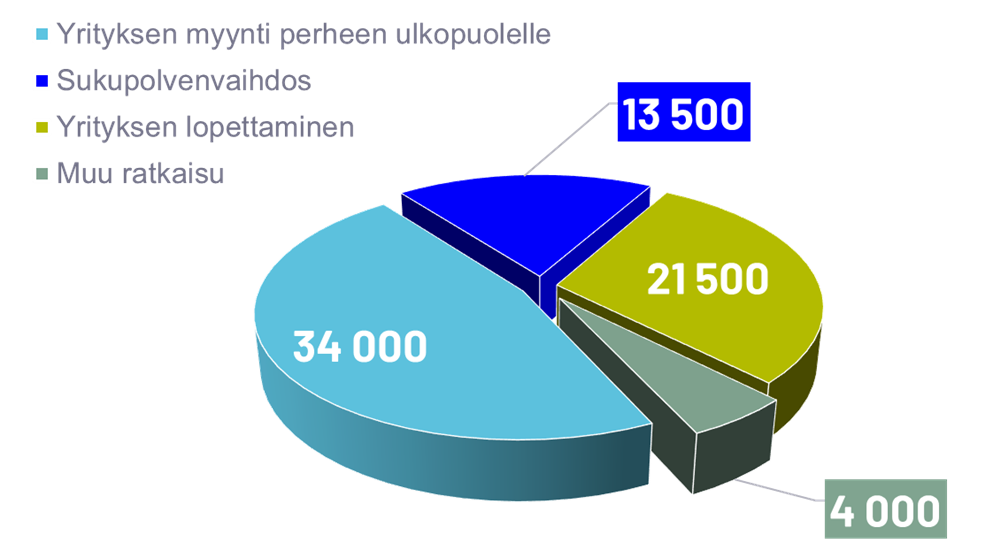 Yrityksen myynti perheen ulkopuolelle
Sukupolvenvaihdos
Yrityksen lopettaminen
Muu ratkaisu
13 500
21 500
34 000
4 000